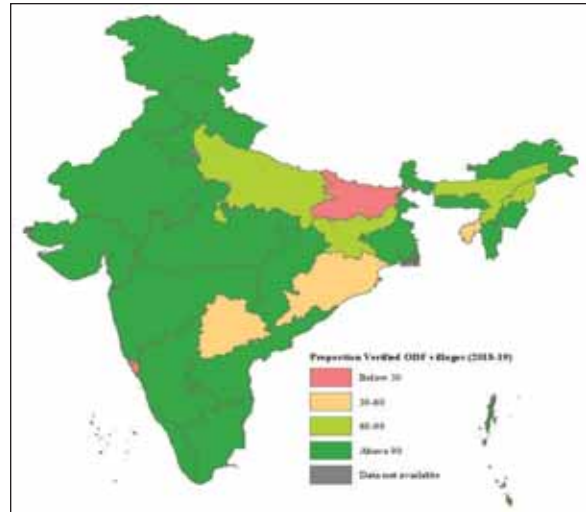 Proportion Verified ODF villages (2018-19)
Below 30
30-60
60-90
Above 90
Data not available